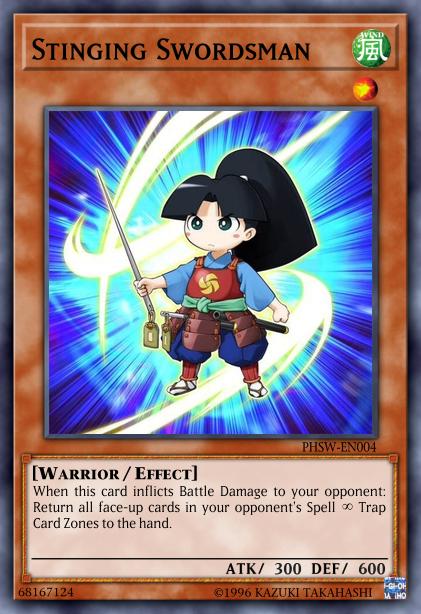 Stinging Swordsman
WIND
風
PHSW-EN004
[Warrior / Effect]
When this card inflicts Battle Damage to your opponent:
Return all face-up cards in your opponent's Spell ∞ Trap
Card Zones to the hand.
ATK/ 300 DEF/ 600
68167124
©1996 KAZUKI TAKAHASHI